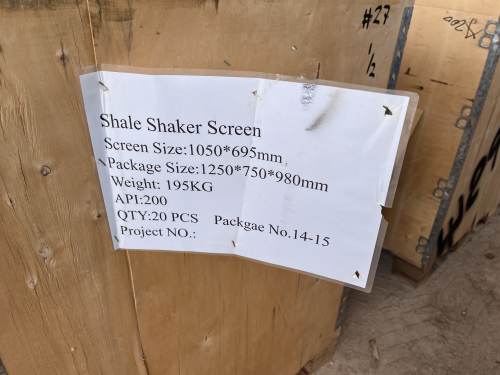 #27
1/2
Shale Shaker Screen
Screen Size:1050*695mm
Package Size:1250*750*980mm
Weight: 195KG
API:200
QTY:20 PCS Packgae No.14-15
Project NO.: